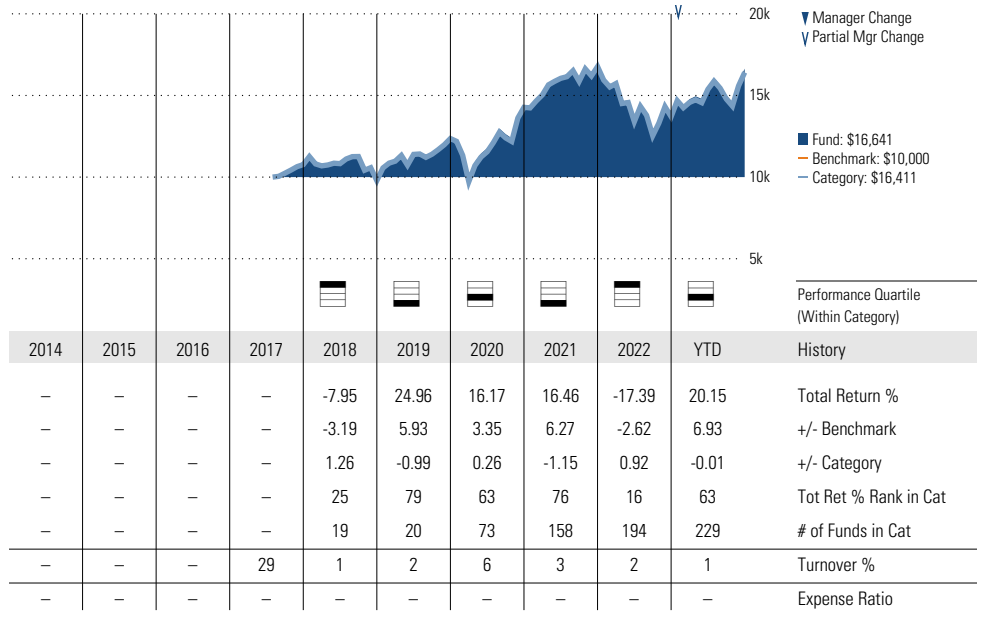 20k
▼ Manager Change
∨ Partial Mgr Change
15k
Fund: $16,641
Benchmark: $10,000
Category: $16,411
10k
5k
Performance Quartile
(Within Category)
2014 2015 2016 2017 2018 2019 2020 2021 2022 YTD History
– – – – -7.95 24.96 16.17 16.46 -17.39 20.15 Total Return %
– – – – -3.19 5.93 3.35 6.27 -2.62 6.93 +/- Benchmark
– – – – 1.26 -0.99 0.26 -1.15 0.92 -0.01 +/- Category
– – – – 25 79 63 76 16 63 Tot Ret % Rank in Cat
– – – – 19 20 73 158 194 229 # of Funds in Cat
– – – 29 1 2 6 3 2 1 Turnover %
– – – – – – – – – – Expense Ratio